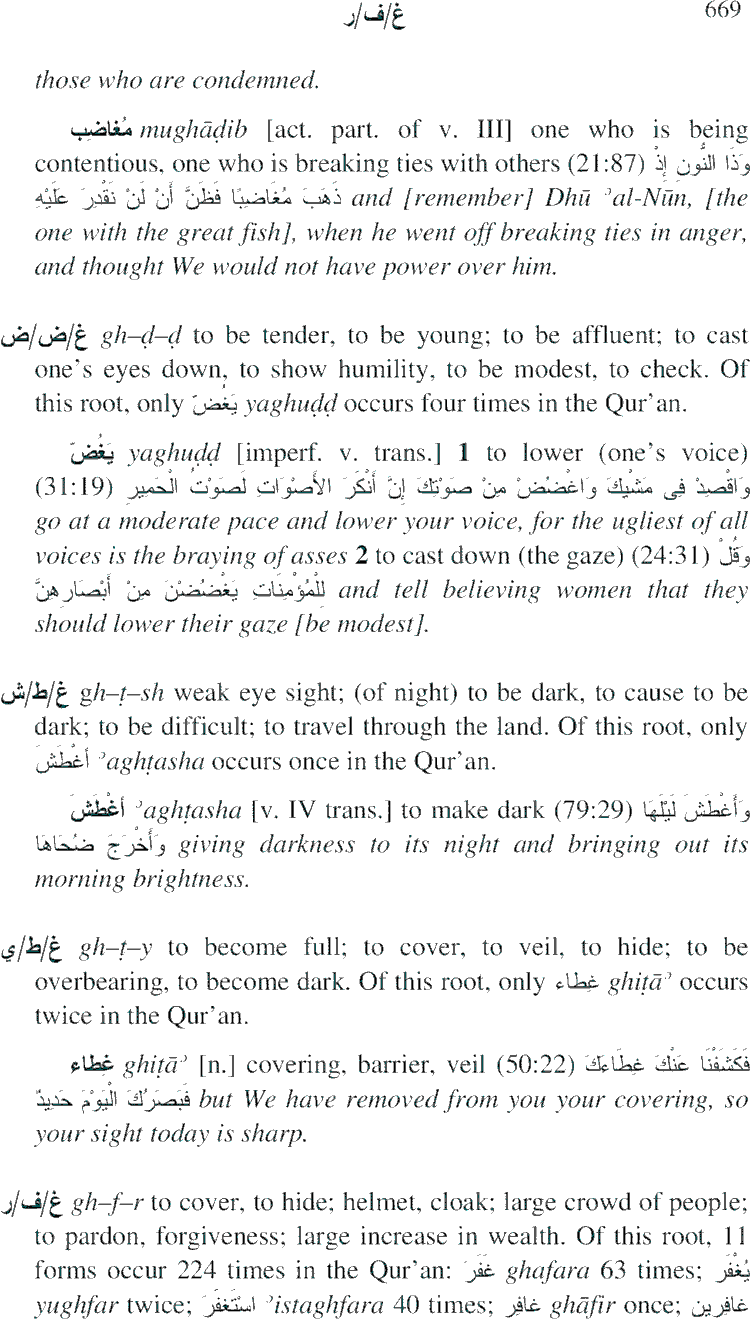 غ/ف/ر 669
those who are condemned.
مُغاضِب mughāḍib [act. part. of v. III] one who is being
contentious, one who is breaking ties with others (21:87) وَذَا النُّونِ إِذْ
ذَهَبَ مُغَاضِبًا فَظَنَّ أَنْ لَنْ نَقْدِرَ عَلَيْهِ and [remember] Dhū ʾal-Nūn, [the
one with the great fish], when he went off breaking ties in anger,
and thought We would not have power over him.
غ/ض/ض gh–ḍ–ḍ to be tender, to be young; to be affluent; to cast
one’s eyes down, to show humility, to be modest, to check. Of
this root, only يَغُضّ yaghuḍḍ occurs four times in the Qur’an.
يَغُضّ yaghuḍḍ [imperf. v. trans.] 1 to lower (one’s voice)
(31:19) وَاقْصِدْ فِى مَشْيِكَ وَاغْضُضْ مِنْ صَوْتِكَ إِنَّ أَنْكَرَ الأَصْوَاتِ لَصَوْتُ الْحَمِيرِ
go at a moderate pace and lower your voice, for the ugliest of all
voices is the braying of asses 2 to cast down (the gaze) (24:31) وَقُلْ
لِلْمُؤْمِنَاتِ يَغْضُضْنَ مِنْ أَبْصَارِهِنَّ and tell believing women that they
should lower their gaze [be modest].
غ/ط/ش gh–ṭ–sh weak eye sight; (of night) to be dark, to cause to be
dark; to be difficult; to travel through the land. Of this root, only
أغْطَشَ ʾaghṭasha occurs once in the Qur’an.
أغْطَشَ ʾaghṭasha [v. IV trans.] to make dark (79:29) وَأَغْطَشَ لَيْلَهَا
وَأَخْرَجَ ضُحَاهَا giving darkness to its night and bringing out its
morning brightness.
غ/ط/ي gh–ṭ–y to become full; to cover, to veil, to hide; to be
overbearing, to become dark. Of this root, only غِطاء ghiṭāʾ occurs
twice in the Qur’an.
غِطاء ghiṭāʾ [n.] covering, barrier, veil (50:22) فَكَشَفْنَا عَنْكَ غِطَاءَكَ
فَبَصَرُكَ الْيَوْمَ حَدِيدٌ but We have removed from you your covering, so
your sight today is sharp.
غ/ف/ر gh–f–r to cover, to hide; helmet, cloak; large crowd of people;
to pardon, forgiveness; large increase in wealth. Of this root, 11
forms occur 224 times in the Qur’an: غَفَرَ ghafara 63 times; يُغْفَر
yughfar twice; اسْتَغفَرَ ʾistaghfara 40 times; غافِر ghāfir once; غافِرين